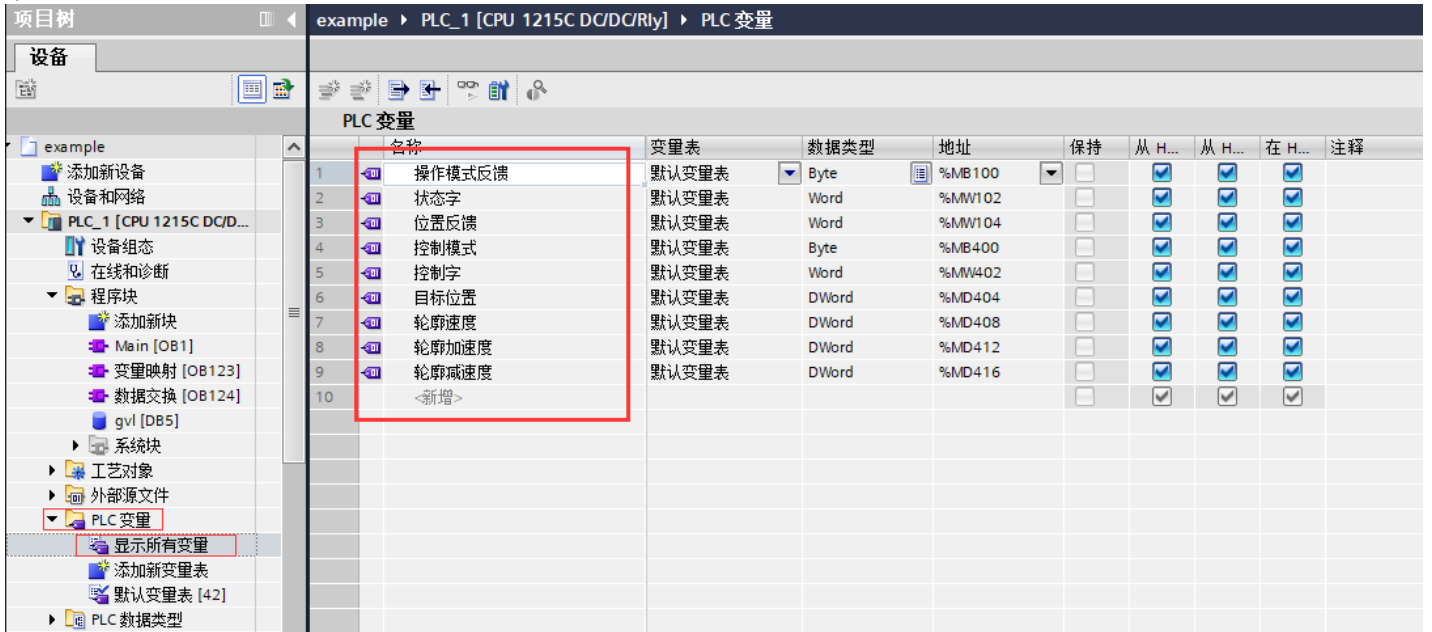 项目树
example ▸ PLC_1 [CPU 1215C DC/DC/Rly] ▸ PLC 变量
设备
PLC 变量
名称 变量表 数据类型 地址 保持 从 H... 从 H... 在 H... 注释
1 操作模式反馈 默认变量表 Byte %MB100
2 状态字 默认变量表 Word %MW102
3 位置反馈 默认变量表 Word %MW104
4 控制模式 默认变量表 Byte %MB400
5 控制字 默认变量表 Word %MW402
6 目标位置 默认变量表 DWord %MD404
7 轮廓速度 默认变量表 DWord %MD408
8 轮廓加速度 默认变量表 DWord %MD412
9 轮廓减速度 默认变量表 DWord %MD416
10 <新增>
example
添加新设备
设备和网络
PLC_1 [CPU 1215C DC/D...
设备组态
在线和诊断
程序块
添加新块
Main [OB1]
变量映射 [OB123]
数据交换 [OB124]
gvl [DB5]
系统块
工艺对象
外部源文件
PLC 变量
显示所有变量
添加新变量表
默认变量表 [42]
PLC 数据类型